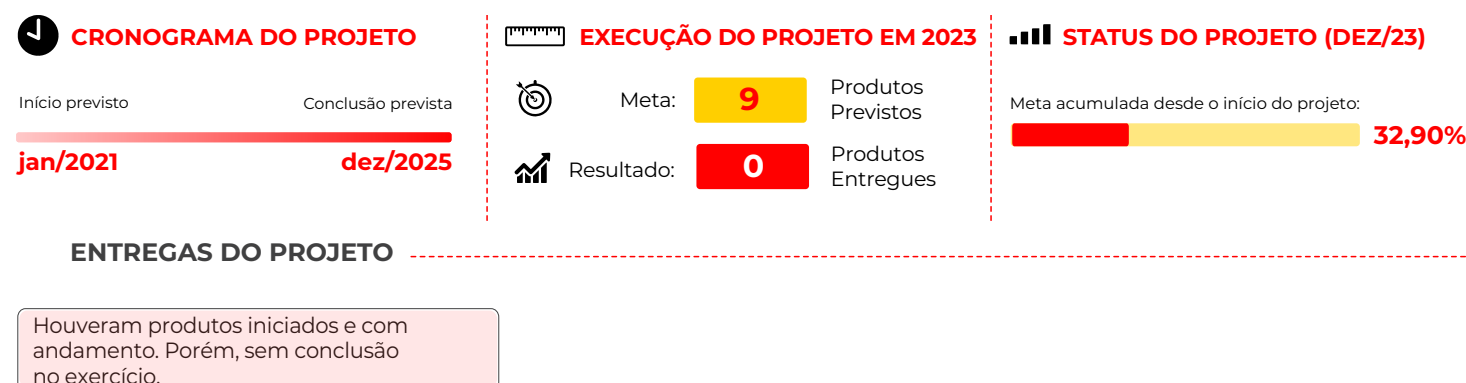 CRONOGRAMA DO PROJETO
Início previsto
Conclusão prevista
jan/2021
dez/2025
EXECUÇÃO DO PROJETO EM 2023
Meta:
9
Produtos
Previstos
Resultado:
0
Produtos
Entregues
STATUS DO PROJETO (DEZ/23)
Meta acumulada desde o início do projeto:
32,90%
ENTREGAS DO PROJETO
Houveram produtos iniciados e com
andamento. Porém, sem conclusão
no exercício.